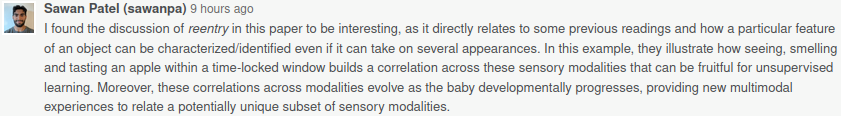 Sawan Patel (sawanpa) 9 hours ago
I found the discussion of reentry in this paper to be interesting, as it directly relates to some previous readings and how a particular feature
of an object can be characterized/identified even if it can take on several appearances. In this example, they illustrate how seeing, smelling
and tasting an apple within a time-locked window builds a correlation across these sensory modalities that can be fruitful for unsupervised
learning. Moreover, these correlations across modalities evolve as the baby developmentally progresses, providing new multimodal
experiences to relate a potentially unique subset of sensory modalities.